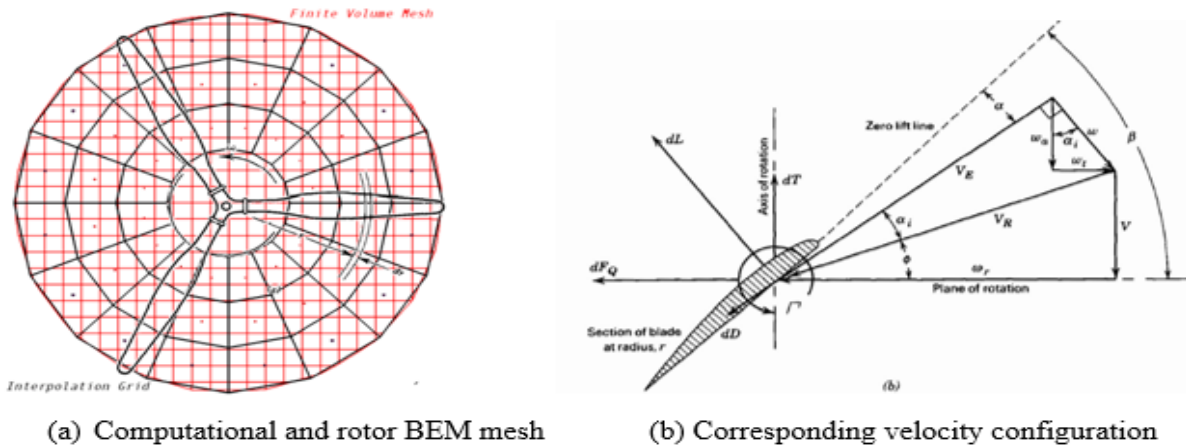 Finite Volume Mesh
ω
r
Interpolation Grid
(a) Computational and rotor BEM mesh
Zero lift line
α
β
w_a
α_i
w
w_t
dL
Axis of rotation
dT
V_E
V_R
α_i
V
ϕ
dF_Q
ω_r
Plane of rotation
Γ
dD
Section of blade
at radius, r
(b)
(b) Corresponding velocity configuration